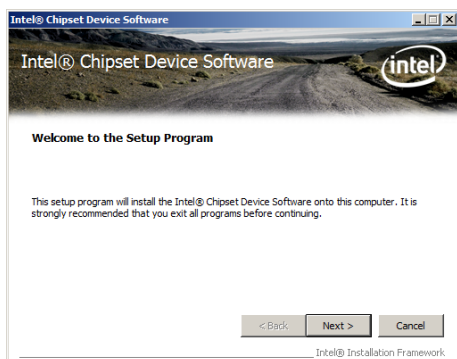 Intel® Chipset Device Software
Intel® Chipset Device Software
intel
Welcome to the Setup Program
This setup program will install the Intel® Chipset Device Software onto this computer. It is
strongly recommended that you exit all programs before continuing.
< Back Next > Cancel
Intel® Installation Framework